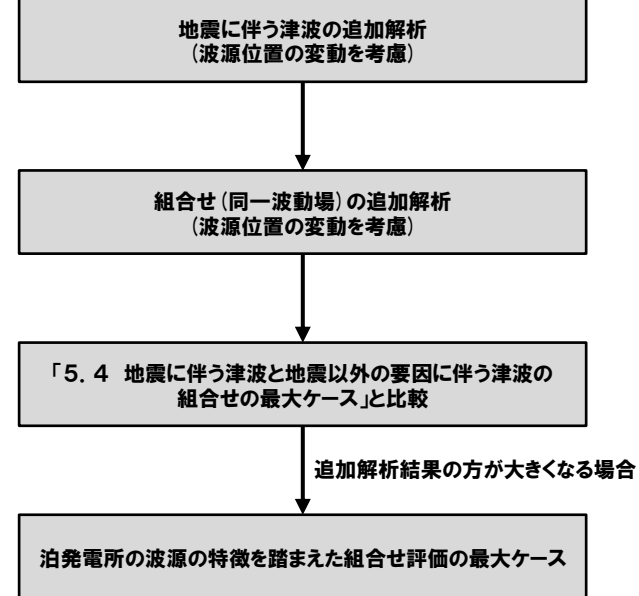 地震に伴う津波の追加解析
(波源位置の変動を考慮)
組合せ(同一波動場)の追加解析
(波源位置の変動を考慮)
「5.4 地震に伴う津波と地震以外の要因に伴う津波の
組合せの最大ケース」と比較
追加解析結果の方が大きくなる場合
泊発電所の波源の特徴を踏まえた組合せ評価の最大ケース